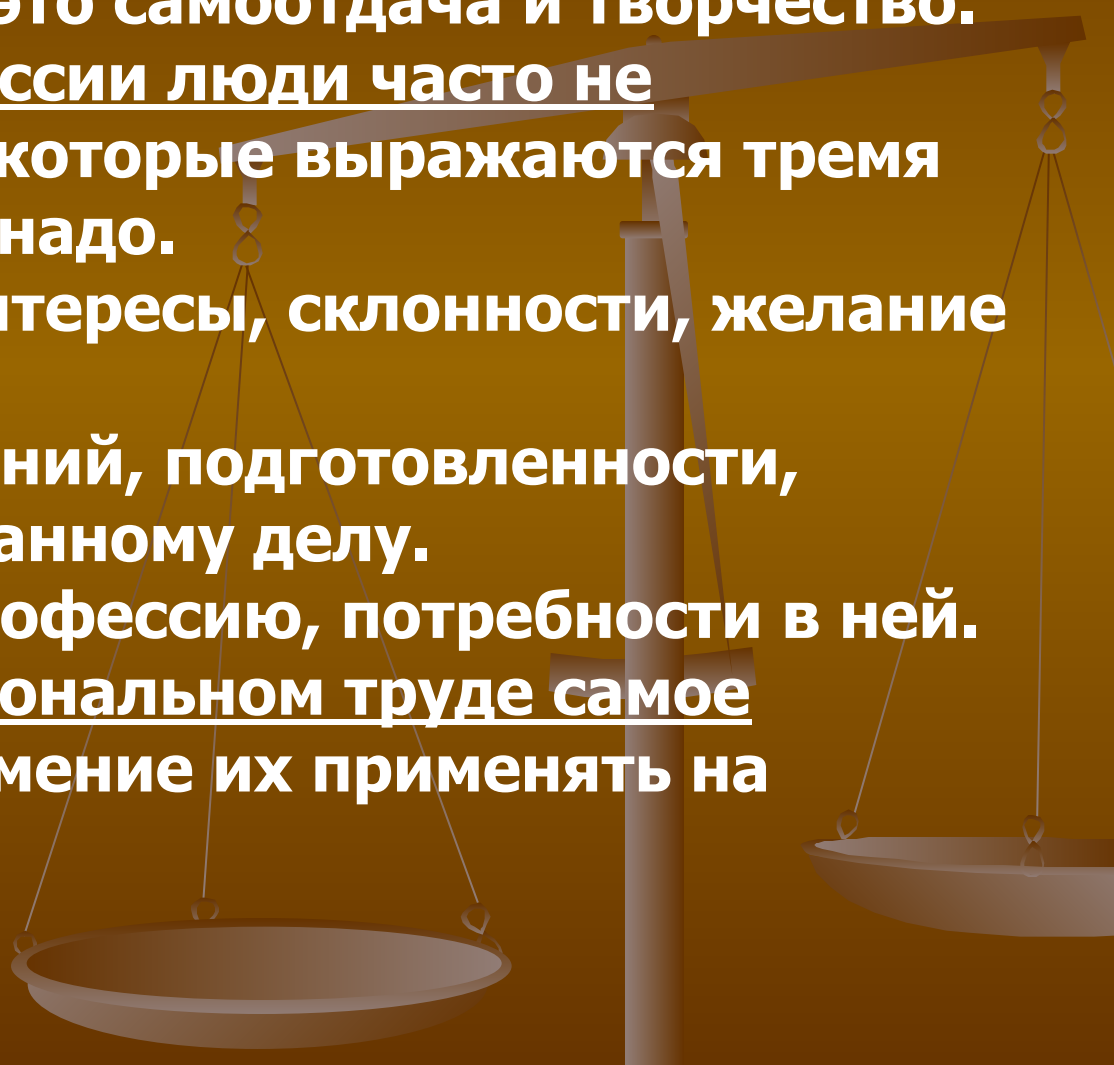 это самоотдача и творчество.
ссии люди часто не
которые выражаются тремя
надо.
тересы, склонности, желание
ний, подготовленности,
анному делу.
офессию, потребности в ней.
ональном труде самое
мение их применять на